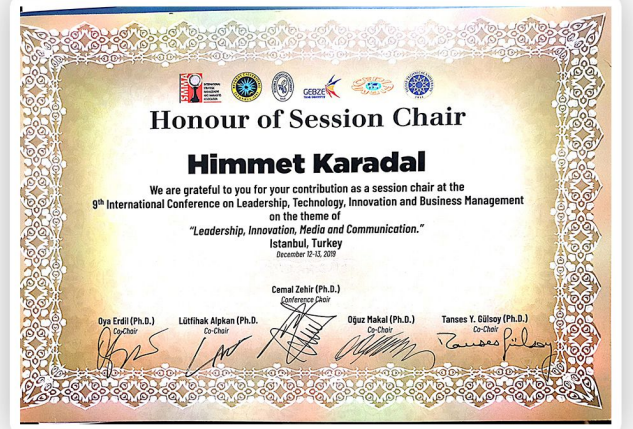 GEBZE
Honour of Session Chair
Himmet Karadal
We are grateful to you for your contribution as a session chair at the
9th International Conference on Leadership, Technology, Innovation and Business Management
on the theme of
"Leadership, Innovation, Media and Communication."
Istanbul, Turkey
December 12-13, 2019
Cemal Zehir (Ph.D.)
Conference Chair
Oya Erdil (Ph.D.) Lütfihak Alpkan (Ph.D. Oğuz Makal (Ph.D.) Tanses Y. Gülsoy (Ph.D.)
Co-Chair Co-Chair Co-Chair Co-Chair
Tanses Gülsoy